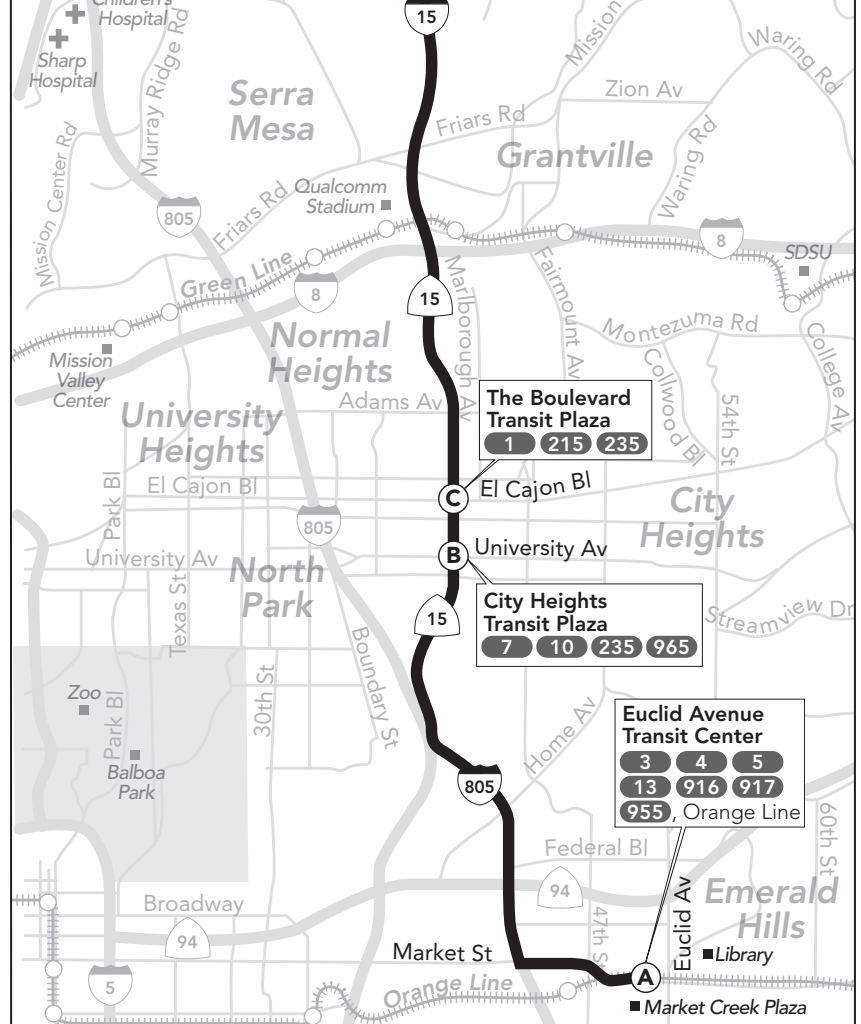 Children's
Hospital
Sharp
Hospital
Murray Ridge Rd
Mission Center Rd
Serra
Mesa
15
Mission
Waring Rd
Zion Av
Friars Rd
Grantville
Waring Rd
805
Friars Rd
Qualcomm
Stadium
8
SDSU
Green Line
8
15
Marlborough Av
Fairmount Av
Montezuma Rd
College Av
Collwood Bl
54th St
Mission
Valley
Center
Normal
Heights
Adams Av
University
Heights
The Boulevard
Transit Plaza
1 215 235
Park Bl
El Cajon Bl
C
El Cajon Bl
City
Heights
805
University Av
B
University Av
North
Park
Texas St
City Heights
Transit Plaza
7 10 235 965
15
Streamview Dr
Boundary St
30th St
Zoo
Park Bl
Balboa
Park
Home Av
Euclid Avenue
Transit Center
3 4 5
13 916 917
955, Orange Line
805
60th St
Federal Bl
94
Emerald
Hills
Broadway
94
47th St
Euclid Av
Market St
Library
A
5
Orange Line
Market Creek Plaza